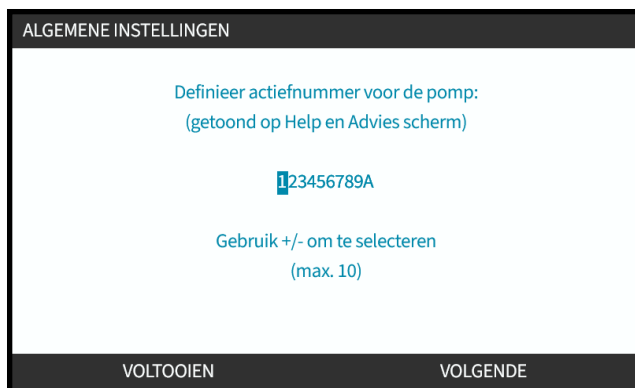 ALGEMENE INSTELLINGEN
Definieer actiefnummer voor de pomp:
(getoond op Help en Advies scherm)
123456789A
Gebruik +/- om te selecteren
(max. 10)
VOLTOOIEN VOLGENDE